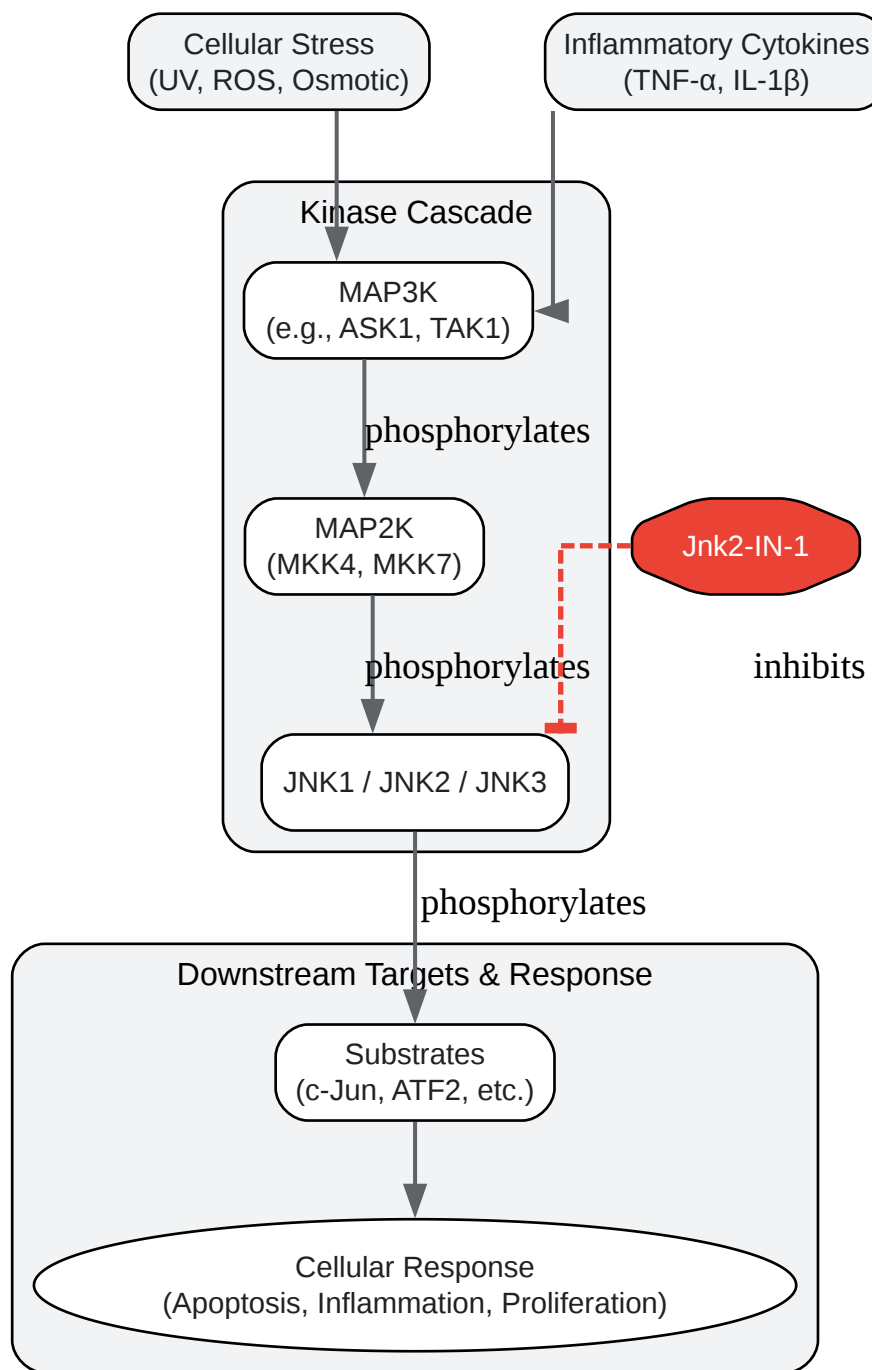 Cellular Stress
(UV, ROS, Osmotic)
Inflammatory Cytokines
(TNF-α, IL-1β)
Kinase Cascade
MAP3K
(e.g., ASK1, TAK1)
phosphorylates
MAP2K
(MKK4, MKK7)
Jnk2-IN-1
phosphorylates
inhibits
JNK1 / JNK2 / JNK3
phosphorylates
Downstream Targets & Response
Substrates
(c-Jun, ATF2, etc.)
Cellular Response
(Apoptosis, Inflammation, Proliferation)